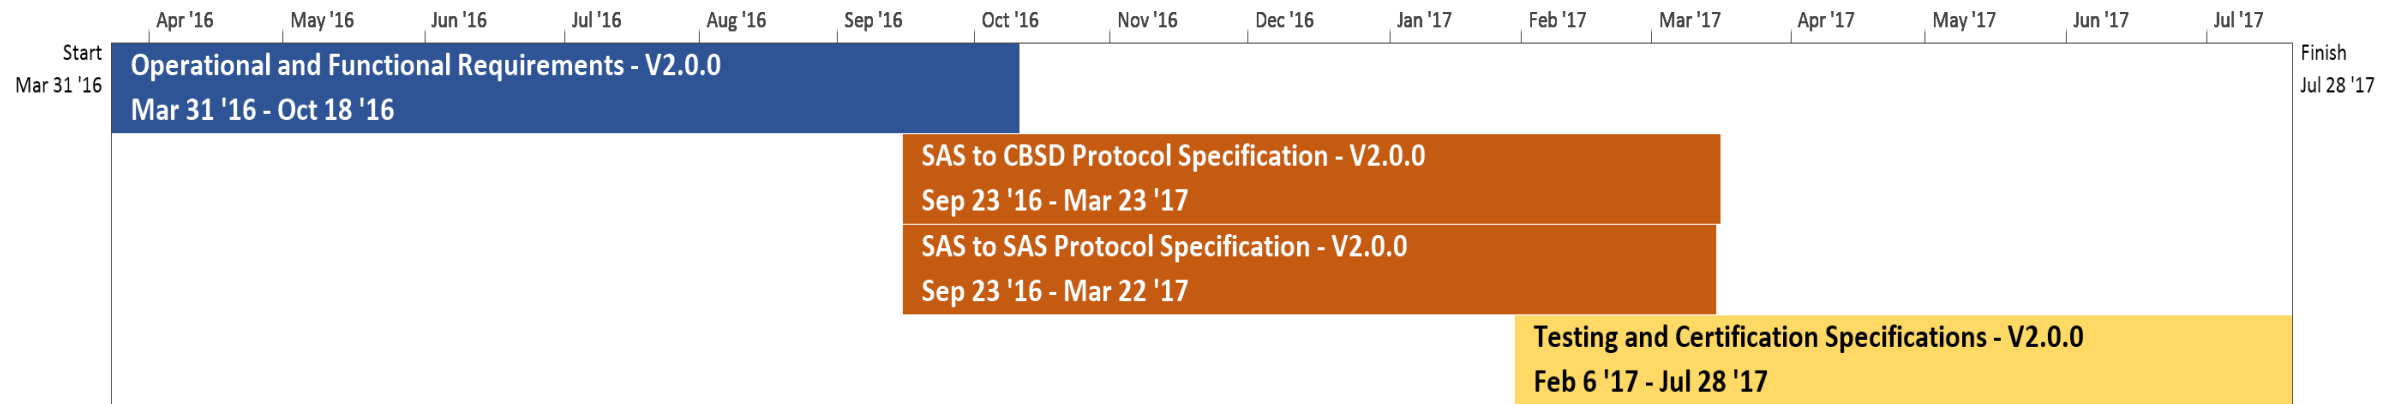 Apr '16 May '16 Jun '16 Jul '16 Aug '16 Sep '16 Oct '16 Nov '16 Dec '16 Jan '17 Feb '17 Mar '17 Apr '17 May '17 Jun '17 Jul '17
Start
Mar 31 '16
Operational and Functional Requirements - V2.0.0
Mar 31 '16 - Oct 18 '16
Finish
Jul 28 '17
SAS to CBSD Protocol Specification - V2.0.0
Sep 23 '16 - Mar 23 '17
SAS to SAS Protocol Specification - V2.0.0
Sep 23 '16 - Mar 22 '17
Testing and Certification Specifications - V2.0.0
Feb 6 '17 - Jul 28 '17